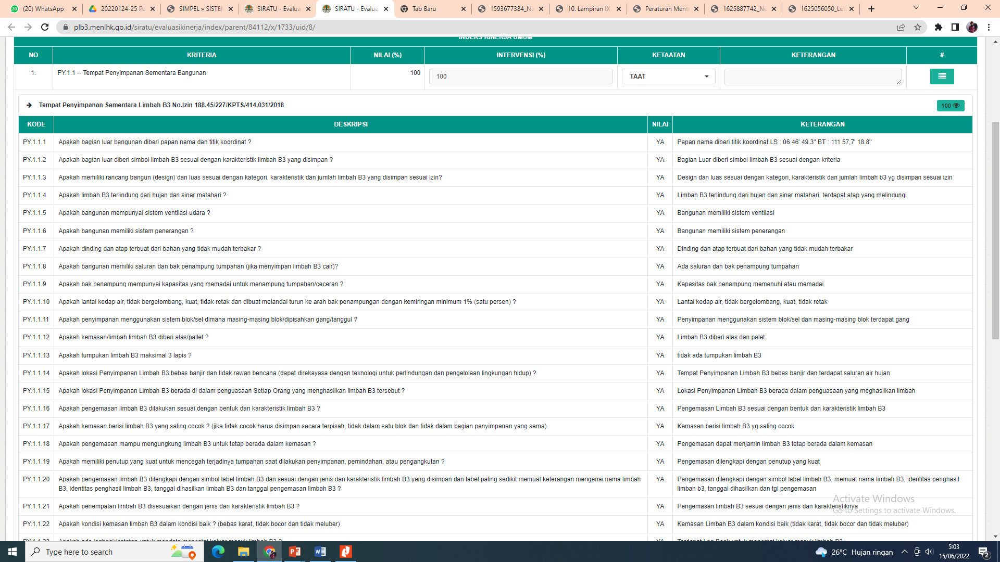 (20) WhatsApp
20220124-25 Pe
SIMPEL » SISTEM
SIRATU - Evalua
SIRATU - Evalua
Tab Baru
1593677384_Ne
10. Lampiran IX
Peraturan Mente
1625887742_Ne
1625056050_Let
plb3.menlhk.go.id/siratu/evaluasikinerja/index/parent/84112/x/1733/uid/8/
INDEKS KINERJA UMUM
NO KRITERIA NILAI (%) INTERVENSI (%) KETAATAN KETERANGAN #
1. PY.1.1 -- Tempat Penyimpanan Sementara Bangunan 100 100 TAAT
Tempat Penyimpanan Sementara Limbah B3 No.Izin 188.45/227/KPTS/414.031/2018 100
KODE DESKRIPSI NILAI KETERANGAN
PY.1.1.1 Apakah bagian luar bangunan diberi papan nama dan titik koordinat ? YA Papan nama diberi titik koordinat LS : 06 46' 49.3" BT : 111 57,7' 18.8"
PY.1.1.2 Apakah bagian luar diberi simbol limbah B3 sesuai dengan karakteristik limbah B3 yang disimpan ? YA Bagian Luar diberi simbol limbah B3 sesuai dengan kriteria
PY.1.1.3 Apakah memiliki rancang bangun (design) dan luas sesuai dengan kategori, karakteristik dan jumlah limbah B3 yang disimpan sesuai izin? YA Design dan luas sesuai dengan kategori, karakteristik dan jumlah limbah b3 yg disimpan sesuai izin
PY.1.1.4 Apakah limbah B3 terlindung dari hujan dan sinar matahari ? YA Limbah B3 terlindung dari hujan dan sinar matahari, terdapat atap yang melindungi
PY.1.1.5 Apakah bangunan mempunyai sistem ventilasi udara ? YA Bangunan memiliki sistem ventilasi
PY.1.1.6 Apakah bangunan memiliki sistem penerangan ? YA Bangunan memiliki sistem penerangan
PY.1.1.7 Apakah dinding dan atap terbuat dari bahan yang tidak mudah terbakar ? YA Dinding dan atap terbuat dari bahan yang tidak mudah terbakar
PY.1.1.8 Apakah bangunan memiliki saluran dan bak penampung tumpahan (jika menyimpan limbah B3 cair)? YA Ada saluran dan bak penampung tumpahan
PY.1.1.9 Apakah bak penampung mempunyai kapasitas yang memadai untuk menampung tumpahan/ceceran ? YA Kapasitas bak penampung memenuhi atau memadai
PY.1.1.10 Apakah lantai kedap air, tidak bergelombang, kuat, tidak retak dan dibuat melandai turun ke arah bak penampungan dengan kemiringan minimum 1% (satu persen) ? YA Lantai kedap air, tidak bergelombang, kuat, tidak retak
PY.1.1.11 Apakah penyimpanan menggunakan sistem blok/sel dimana masing-masing blok/dipisahkan gang/tanggul ? YA Penyimpanan menggunakan sistem blok/sel dan masing-masing blok terdapat gang
PY.1.1.12 Apakah kemasan/limbah limbah B3 diberi alas/pallet ? YA Limbah B3 diberi alas dan palet
PY.1.1.13 Apakah tumpukan limbah B3 maksimal 3 lapis ? YA tidak ada tumpukan limbah B3
PY.1.1.14 Apakah lokasi Penyimpanan Limbah B3 bebas banjir dan tidak rawan bencana (dapat direkayasa dengan teknologi untuk perlindungan dan pengelolaan lingkungan hidup) ? YA Tempat Penyimpanan Limbah B3 bebas banjir dan terdapat saluran air hujan
PY.1.1.15 Apakah lokasi Penyimpanan Limbah B3 berada di dalam penguasaan Setiap Orang yang menghasilkan limbah B3 tersebut ? YA Lokasi Penyimpanan Limbah B3 berada dalam penguasaan yang meghasilkan limbah
PY.1.1.16 Apakah pengemasan limbah B3 dilakukan sesuai dengan bentuk dan karakteristik limbah B3 ? YA Pengemasan Limbah B3 sesuai dengan bentuk dan karakteristik limbah B3
PY.1.1.17 Apakah kemasan berisi limbah B3 yang saling cocok ? (jika tidak cocok harus disimpan secara terpisah, tidak dalam satu blok dan tidak dalam bagian penyimpanan yang sama) YA Kemasan berisi limbah B3 yg saling cocok
PY.1.1.18 Apakah pengemasan mampu mengungkung limbah B3 untuk tetap berada dalam kemasan ? YA Pengemasan dapat menjamin limbah B3 tetap berada dalam kemasan
PY.1.1.19 Apakah memiliki penutup yang kuat untuk mencegah terjadinya tumpahan saat dilakukan penyimpanan, pemindahan, atau pengangkutan ? YA Pengemasan dilengkapi dengan penutup yang kuat
PY.1.1.20 Apakah pengemasan limbah B3 dilengkapi dengan simbol label limbah B3 dan sesuai dengan jenis dan karakteristik limbah B3 yang disimpan dan label paling sedikit memuat keterangan mengenai nama limbah YA Pengemasan dilengkapi dengan simbol label limbah B3, memuat nama limbah B3, identitas penghasil
B3, identitas penghasil limbah B3, tanggal dihasilkan limbah B3 dan tanggal pengemasan limbah B3 ? limbah b3, tanggal dihasilkan dan tgl pengemasan
Activate Windows
PY.1.1.21 Apakah penempatan limbah B3 disesuaikan dengan jenis dan karakteristik limbah B3 ? YA Pengemasan limbah B3 sesuai dengan jenis dan karakteristiknya
Go to Settings to activate Windows.
PY.1.1.22 Apakah kondisi kemasan limbah B3 dalam kondisi baik ? (bebas karat, tidak bocor dan tidak meluber) YA Kemasan Limbah B3 dalam kondisi baik (tidak karat, tidak bocor dan tidak meluber)
PY.1.1.23 Apakah ada logbook/catatan untuk mendata/mencatat keluar masuk limbah B3 ? YA Terdapat Log Book untuk mencatat keluar masuk limbah B3
Type here to search
26°C Hujan ringan
5:03
15/06/2022
2